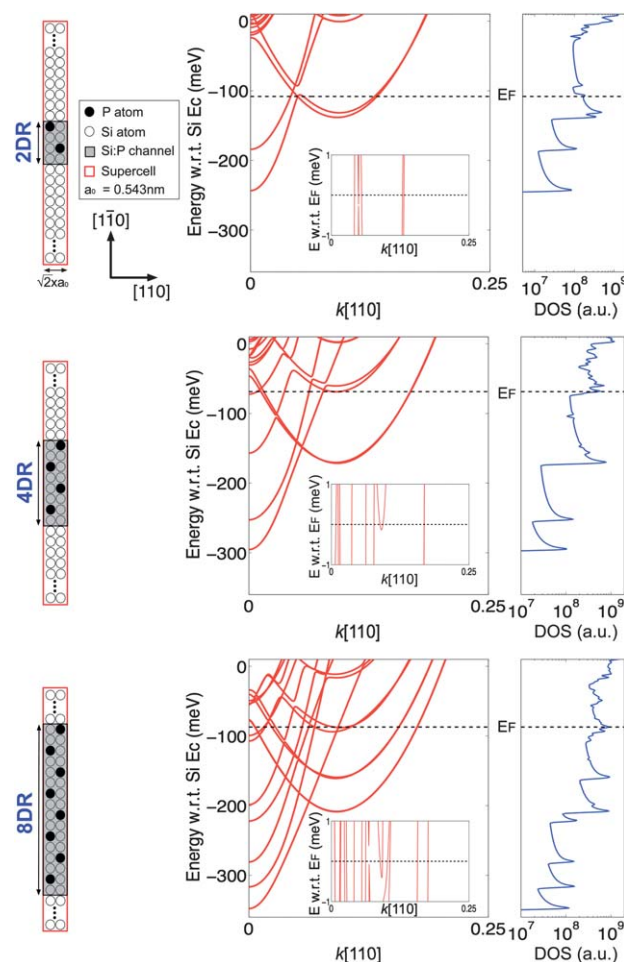 2DR
P atom
Si atom
Si:P channel
Supercell
a₀ = 0.543nm
[11̄0]
[110]
√2xa₀
Energy w.r.t. Si Ec (meV)
0
−100
−200
−300
0
0.25
k[110]
E w.r.t. EF (meV)
1
-1
0
0.25
k[110]
EF
10⁷ 10⁸ 10⁹
DOS (a.u.)
4DR
Energy w.r.t. Si Ec (meV)
0
−100
−200
−300
0
0.25
k[110]
E w.r.t. EF (meV)
1
-1
0
0.25
k[110]
EF
10⁷ 10⁸ 10⁹
DOS (a.u.)
8DR
Energy w.r.t. Si Ec (meV)
0
−100
−200
−300
0
0.25
k[110]
E w.r.t. EF (meV)
1
-1
0
0.25
k[110]
EF
10⁷ 10⁸ 10⁹
DOS (a.u.)